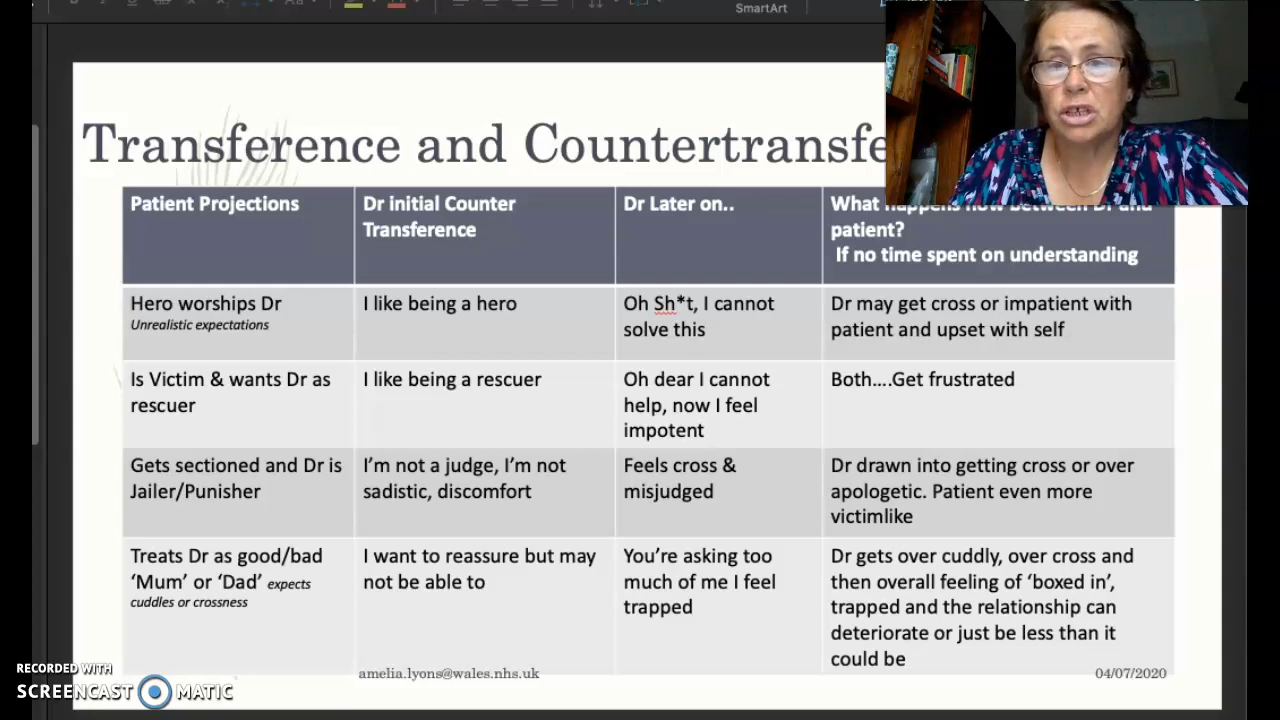 SmartArt
Transference and Countertransfe
Patient Projections
Dr initial Counter
Transference
Dr Later on..
What happens now between Dr and
patient?
If no time spent on understanding
Hero worships Dr
Unrealistic expectations
I like being a hero
Oh Sh*t, I cannot
solve this
Dr may get cross or impatient with
patient and upset with self
Is Victim & wants Dr as
rescuer
I like being a rescuer
Oh dear I cannot
help, now I feel
impotent
Both....Get frustrated
Gets sectioned and Dr is
Jailer/Punisher
I'm not a judge, I'm not
sadistic, discomfort
Feels cross &
misjudged
Dr drawn into getting cross or over
apologetic. Patient even more
victimlike
Treats Dr as good/bad
‘Mum’ or ‘Dad’ expects
cuddles or crossness
I want to reassure but may
not be able to
You’re asking too
much of me I feel
trapped
Dr gets over cuddly, over cross and
then overall feeling of ‘boxed in’,
trapped and the relationship can
deteriorate or just be less than it
could be
amelia.lyons@wales.nhs.uk
04/07/2020
RECORDED WITH
SCREENCAST MATIC